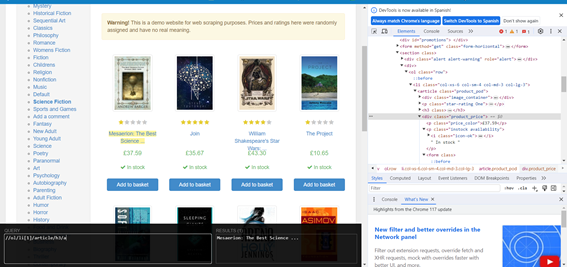 Mystery
Historical Fiction
Sequential Art
Classics
Philosophy
Romance
Womens Fiction
Fiction
Childrens
Religion
Nonfiction
Music
Default
Science Fiction
Sports and Games
Add a comment
Fantasy
New Adult
Young Adult
Science
Poetry
Paranormal
Art
Psychology
Autobiography
Parenting
Adult Fiction
Humor
Horror
History
Warning! This is a demo website for web scraping purposes. Prices and ratings here were randomly
assigned and have no real meaning.
Mesaerion: The Best
Science ...
£37.59
In stock
Add to basket
Join
£35.67
In stock
Add to basket
William
Shakespeare's Star
Wars ...
£43.30
In stock
Add to basket
The Project
£10.65
In stock
Add to basket
SLEEPING
ASIMOV
QUERY
//ol/li[1]/article/h3/a
RESULTS (1)
Mesaerion: The Best Science ...
DevTools is now available in Spanish!
Always match Chrome's language
Switch DevTools to Spanish
Don't show again
Elements
Console
Sources
<div id="promotions"> </div>
<form method="get" class="form-horizontal">
</form>
<section>
<div class="alert alert-warning" role="alert">
</div>
<div>
<ol class="row">
::before
<li class="col-xs-6 col-sm-4 col-md-3 col-lg-3">
<article class="product_pod">
<div class="image_container">
</div>
<p class="star-rating One">
</p>
<h3>
</h3>
<div class="product_price"> == $0
<p class="price_color">£37.59</p>
<p class="instock availability">
<i class="icon-ok">
</i>
" In stock "
</p>
<form>
::before
ol.row
li.col-xs-6.col-sm-4.col-md-3.col-lg-3
article.product_pod
div.product_price
Styles
Computed
Layout
Event Listeners
DOM Breakpoints
Properties
Filter
:hov
.cls
Console
What's New
Highlights from the Chrome 117 update
New filter and better overrides in the
Network panel
Filter out extension requests, override fetch and
XHR requests, mock with overrides faster with
better UI, and more.